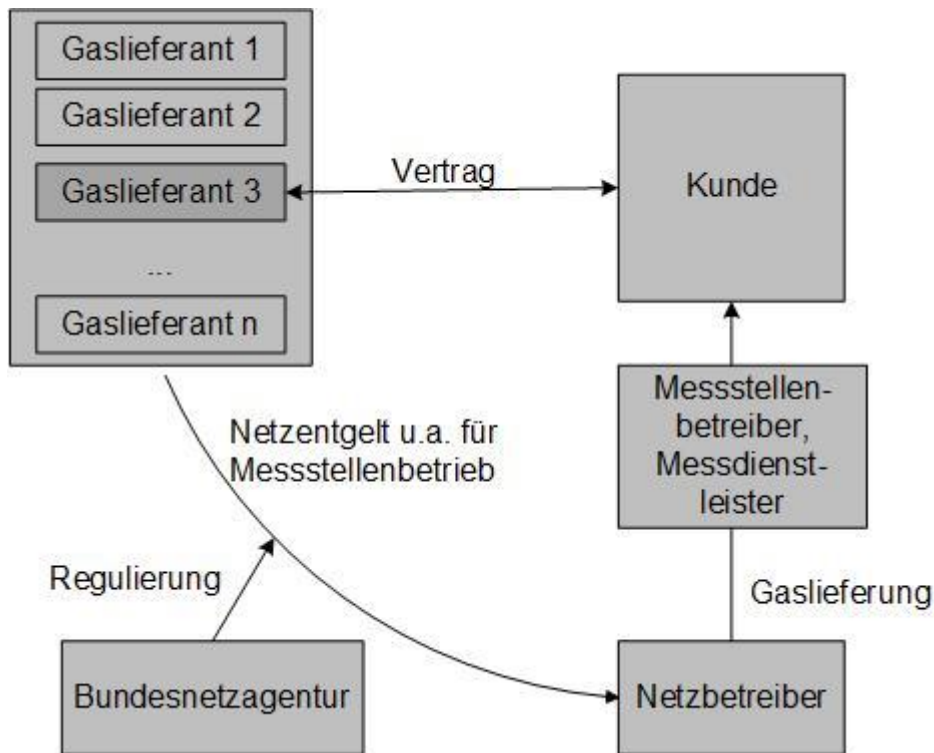 Gaslieferant 1
Gaslieferant 2
Gaslieferant 3
...
Gaslieferant n
Vertrag
Kunde
Messstellen-
betreiber,
Messdienst-
leister
Netzentgelt u.a. für
Messstellenbetrieb
Regulierung
Gaslieferung
Bundesnetzagentur
Netzbetreiber